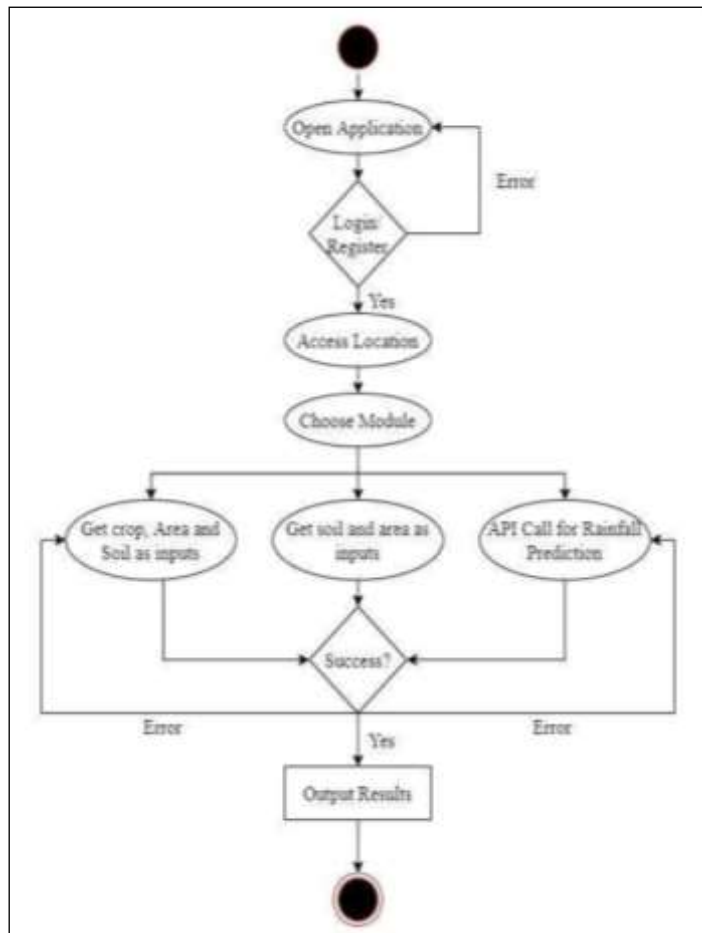 Open Application
Error
Login/
Register
Yes
Access Location
Choose Module
Get crop, Area and
Soil as inputs
Get soil and area as
inputs
API Call for Rainfall
Prediction
Success?
Error
Yes
Error
Output Results